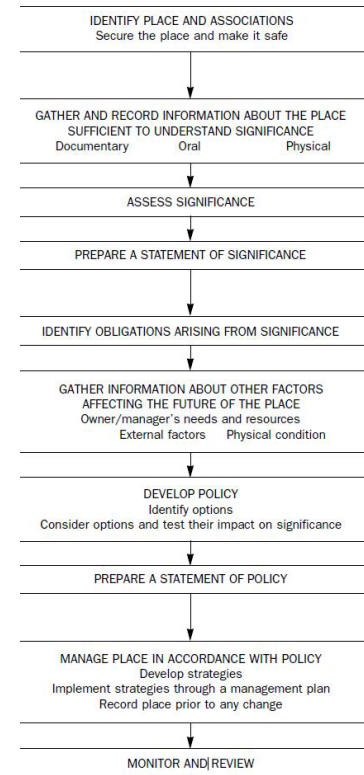 IDENTIFY PLACE AND ASSOCIATIONS
Secure the place and make it safe
GATHER AND RECORD INFORMATION ABOUT THE PLACE
SUFFICIENT TO UNDERSTAND SIGNIFICANCE
Documentary Oral Physical
ASSESS SIGNIFICANCE
PREPARE A STATEMENT OF SIGNIFICANCE
IDENTIFY OBLIGATIONS ARISING FROM SIGNIFICANCE
GATHER INFORMATION ABOUT OTHER FACTORS
AFFECTING THE FUTURE OF THE PLACE
Owner/manager's needs and resources
External factors Physical condition
DEVELOP POLICY
Identify options
Consider options and test their impact on significance
PREPARE A STATEMENT OF POLICY
MANAGE PLACE IN ACCORDANCE WITH POLICY
Develop strategies
Implement strategies through a management plan
Record place prior to any change
MONITOR AND REVIEW